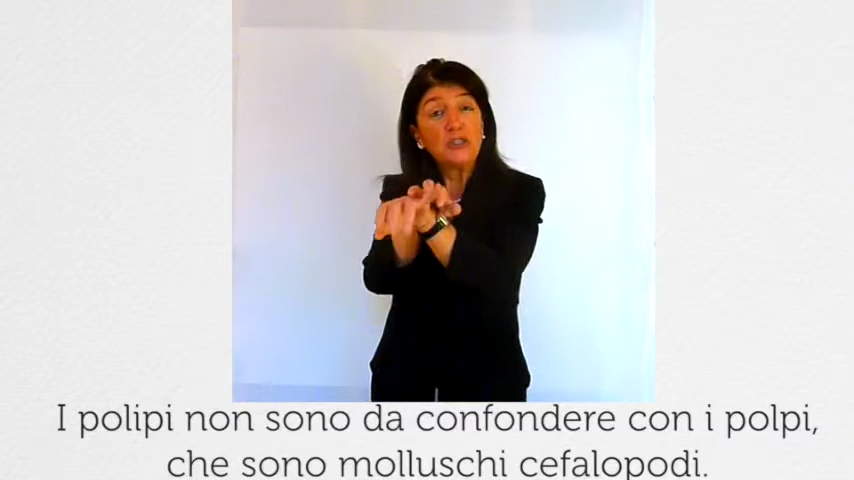 I polipi non sono da confondere con i polpi,
che sono molluschi cefalopodi.